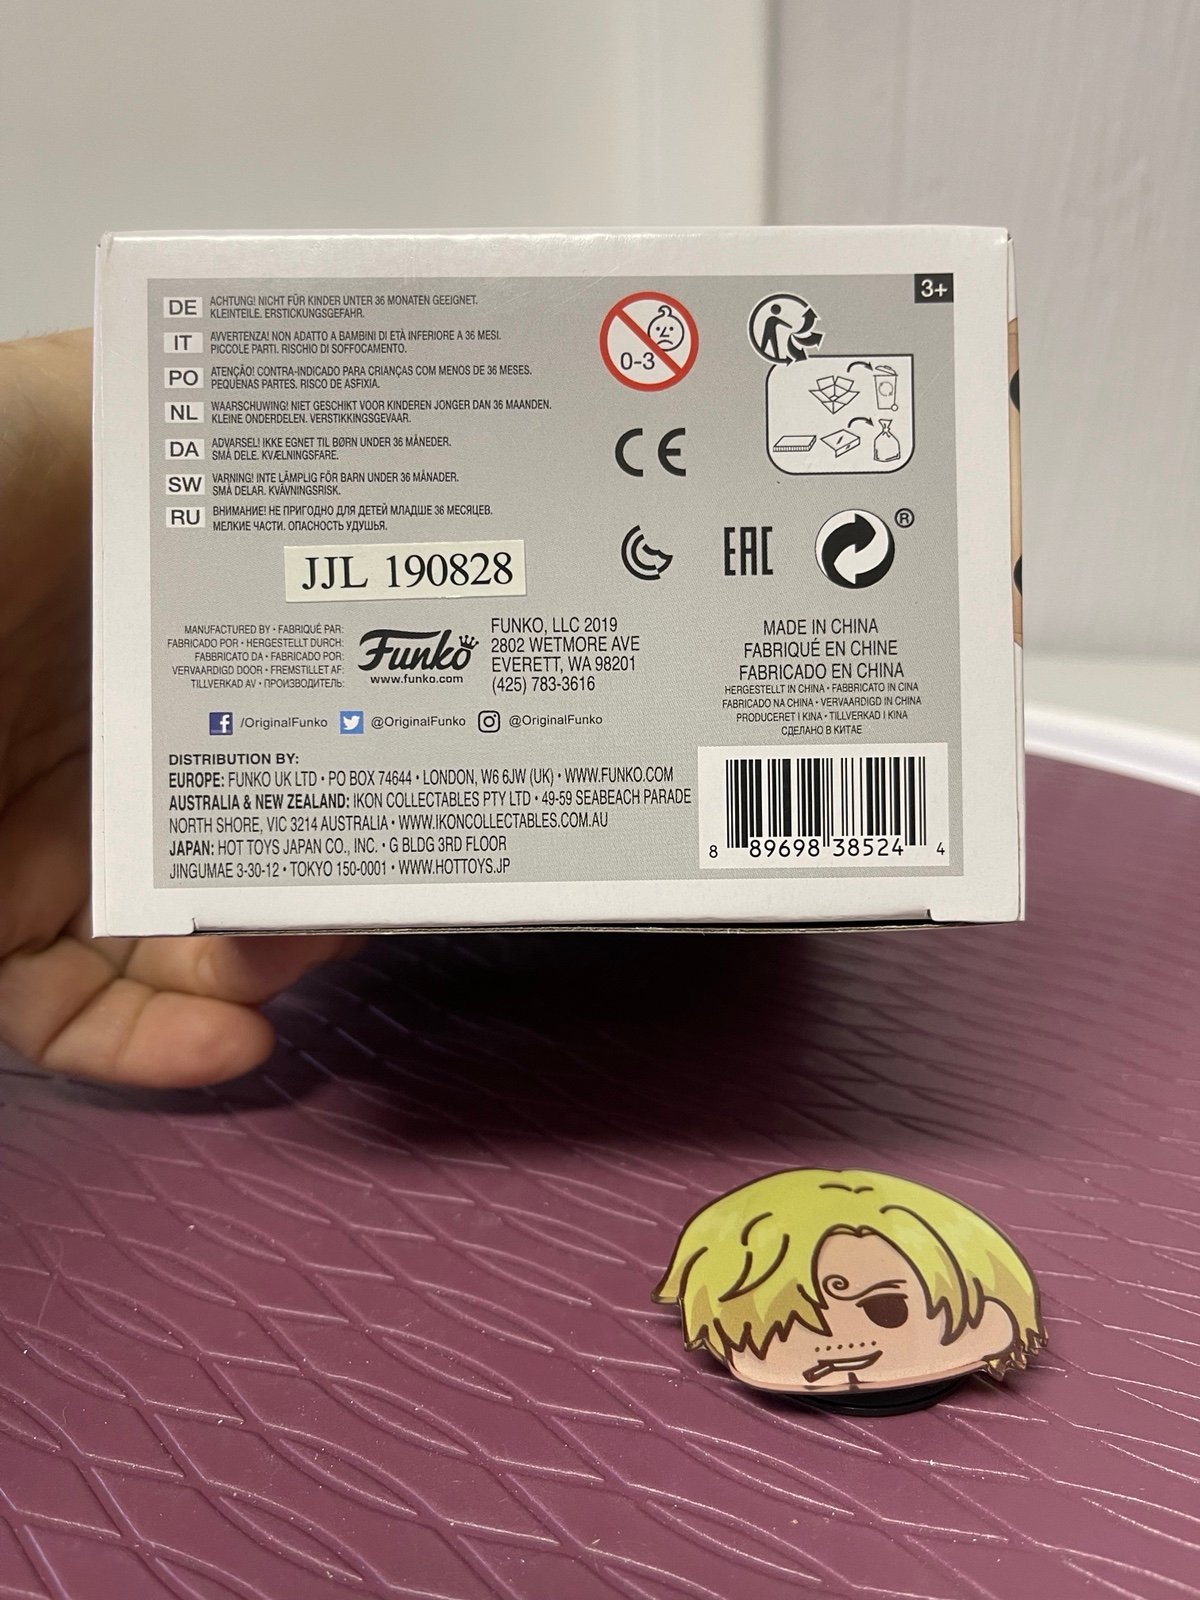 3+
DE ACHTUNG! NICHT FÜR KINDER UNTER 36 MONATEN GEEIGNET.
KLEINTEILE. ERSTICKUNGSGEFAHR.
IT AVVERTENZA! NON ADATTO A BAMBINI DI ETÀ INFERIORE A 36 MESI.
PICCOLE PARTI. RISCHIO DI SOFFOCAMENTO.
PO ATENÇÃO! CONTRA-INDICADO PARA CRIANÇAS COM MENOS DE 36 MESES.
PEQUENAS PARTES. RISCO DE ASFIXIA.
NL WAARSCHUWING! NIET GESCHIKT VOOR KINDEREN JONGER DAN 36 MAANDEN.
KLEINE ONDERDELEN. VERSTIKKINGSGEVAAR.
DA ADVARSEL! IKKE EGNET TIL BØRN UNDER 36 MÅNEDER.
SMÅ DELE. KVÆLNINGSFARE.
SW VARNING! INTE LÄMPLIG FÖR BARN UNDER 36 MÅNADER.
SMÅ DELAR. KVÄVNINGSRISK.
RU ВНИМАНИЕ! НЕ ПРИГОДНО ДЛЯ ДЕТЕЙ МЛАДШЕ 36 МЕСЯЦЕВ.
МЕЛКИЕ ЧАСТИ. ОПАСНОСТЬ УДУШЬЯ.
0-3
CE
EAC
®
JJL 190828
MANUFACTURED BY • FABRIQUÉ PAR:
FABRICADO POR • HERGESTELLT DURCH:
FABBRICATO DA • FABRICADO POR:
VERVAARDIGD DOOR • FREMSTILLET AF:
TILLVERKAD AV • ПРОИЗВОДИТЕЛЬ:
Funko
www.funko.com
FUNKO, LLC 2019
2802 WETMORE AVE
EVERETT, WA 98201
(425) 783-3616
MADE IN CHINA
FABRIQUÉ EN CHINE
FABRICADO EN CHINA
HERGESTELLT IN CHINA • FABBRICATO IN CINA
FABRICADO NA CHINA • VERVAARDIGD IN CHINA
PRODUCERET I KINA • TILLVERKAD I KINA
СДЕЛАНО В КИТАЕ
/OriginalFunko @OriginalFunko @OriginalFunko
DISTRIBUTION BY:
EUROPE: FUNKO UK LTD • PO BOX 74644 • LONDON, W6 6JW (UK) • WWW.FUNKO.COM
AUSTRALIA & NEW ZEALAND: IKON COLLECTABLES PTY LTD • 49-59 SEABEACH PARADE
NORTH SHORE, VIC 3214 AUSTRALIA • WWW.IKONCOLLECTABLES.COM.AU
JAPAN: HOT TOYS JAPAN CO., INC. • G BLDG 3RD FLOOR
JINGUMAE 3-30-12 • TOKYO 150-0001 • WWW.HOTTOYS.JP
8 89698 38524 4